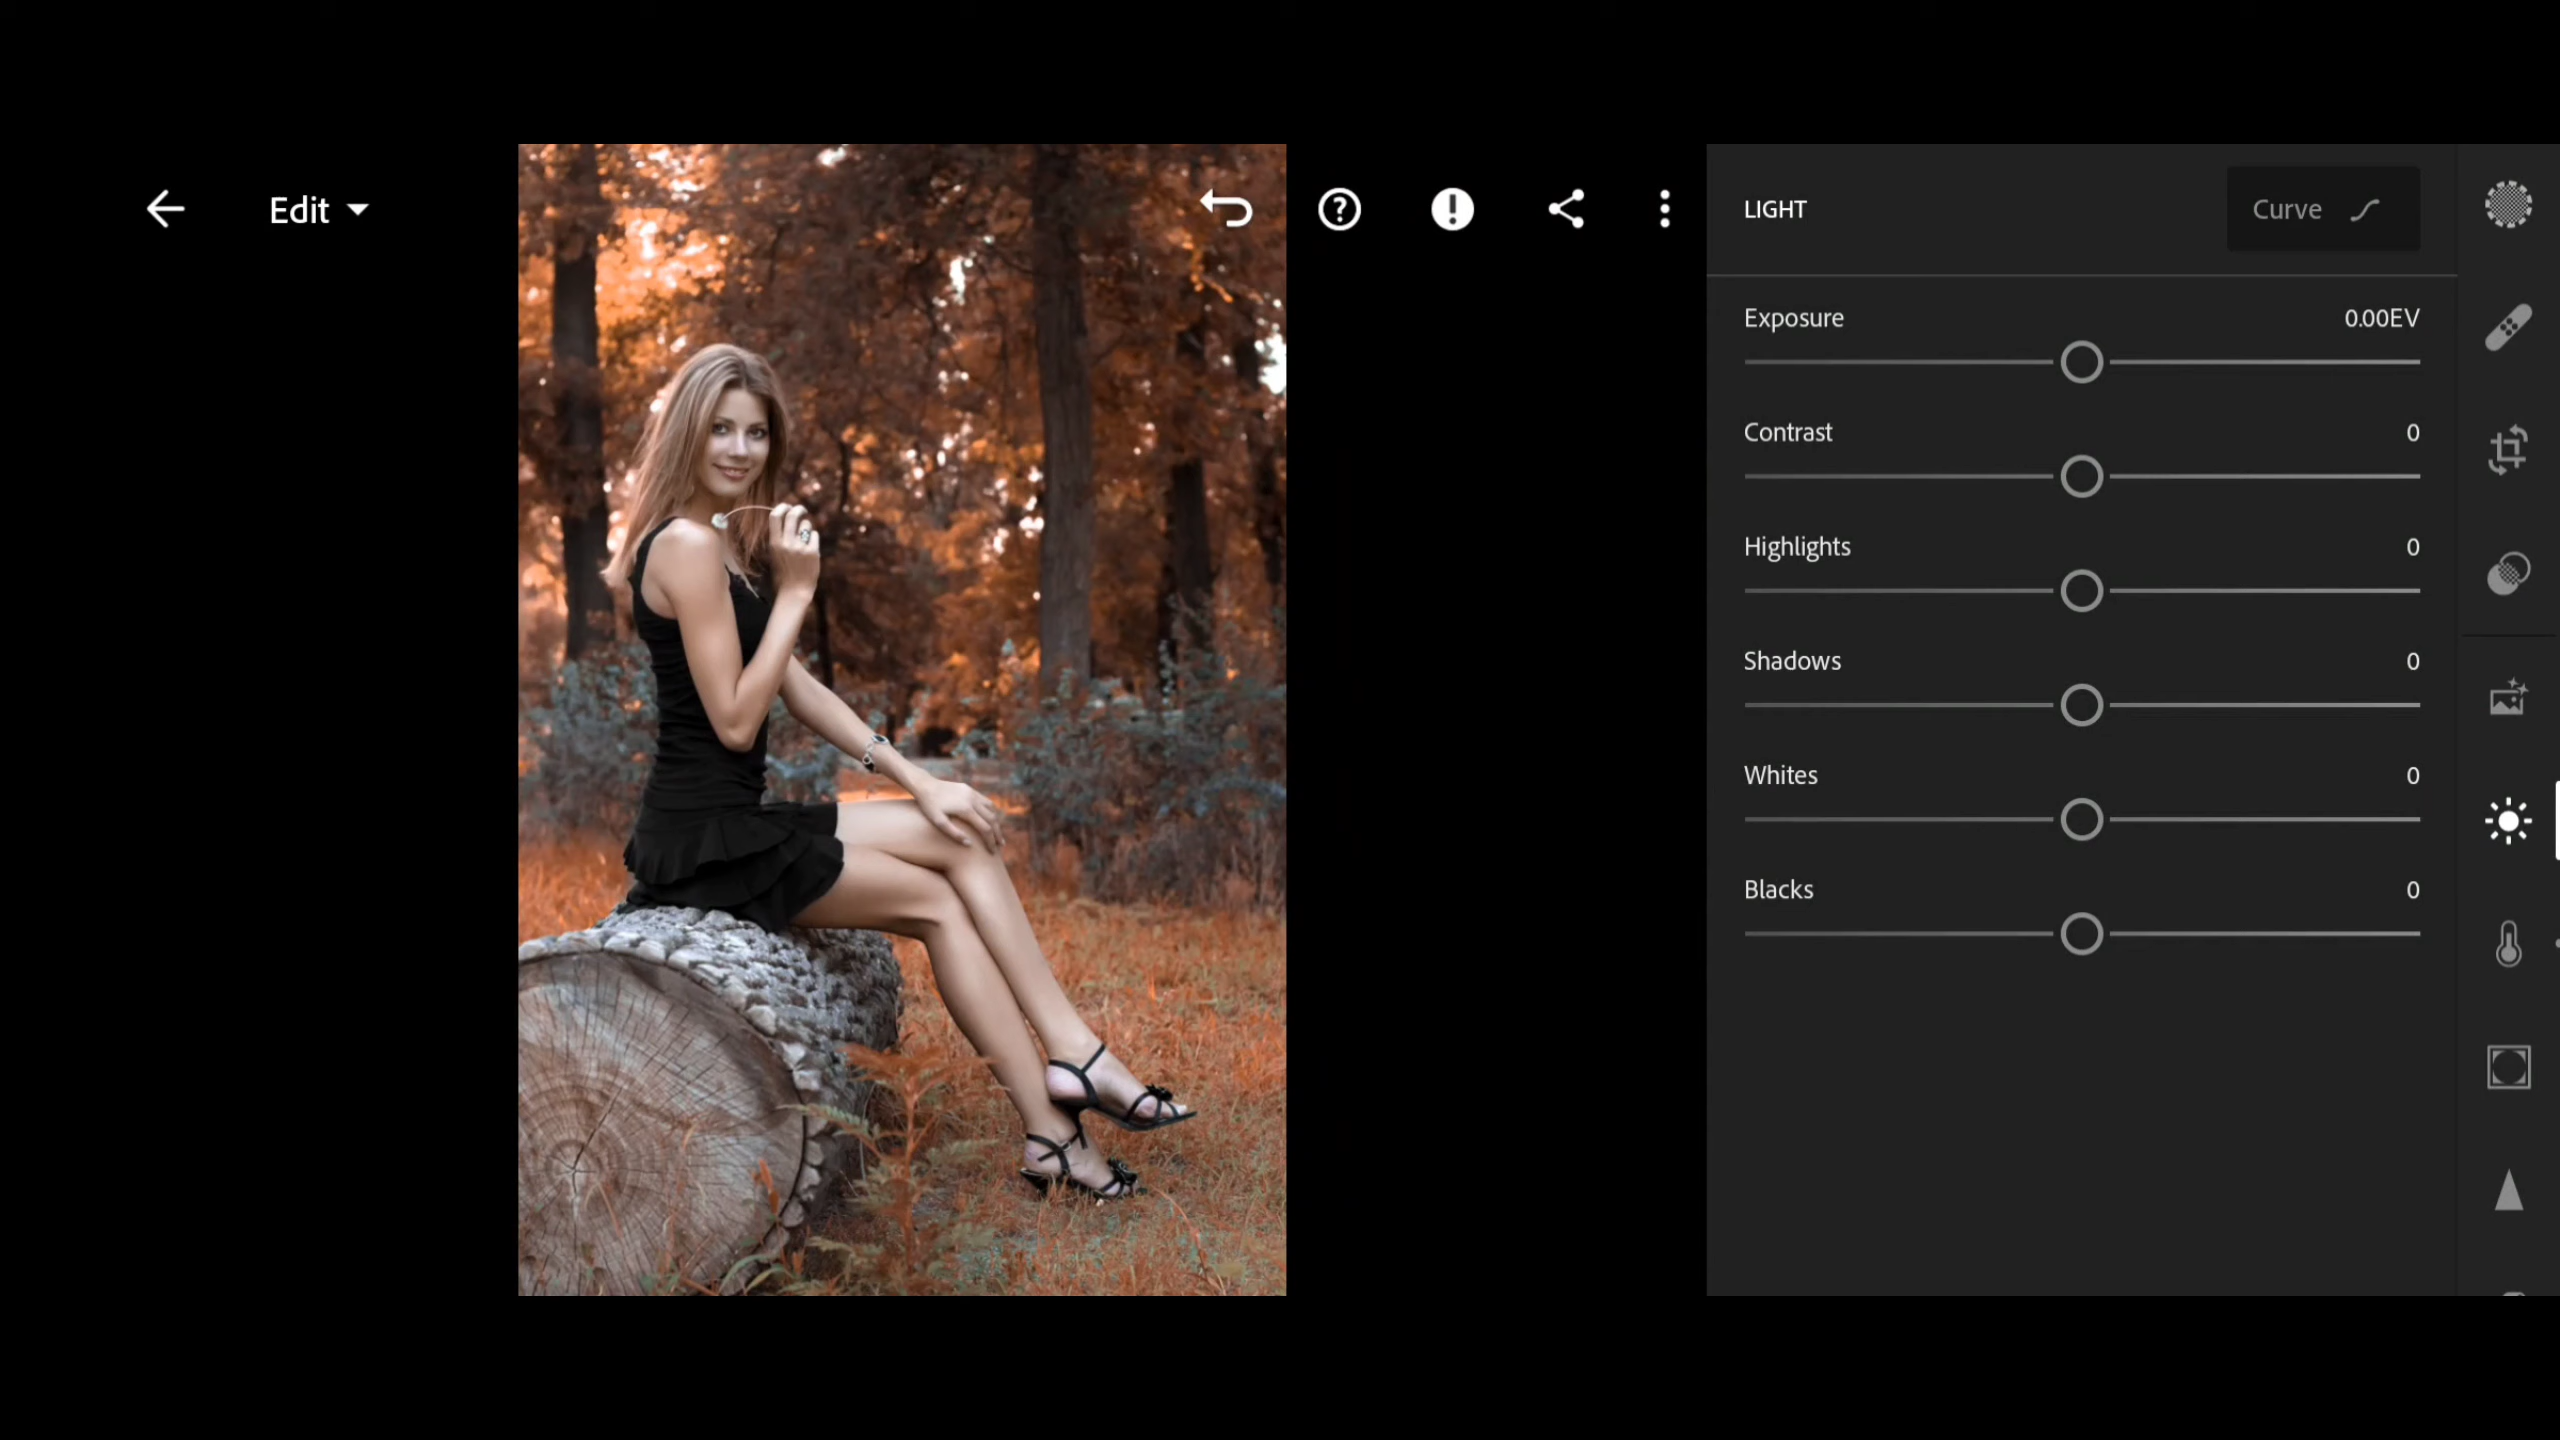 Edit
LIGHT
Curve
Exposure 0.00EV
Contrast 0
Highlights 0
Shadows 0
Whites 0
Blacks 0